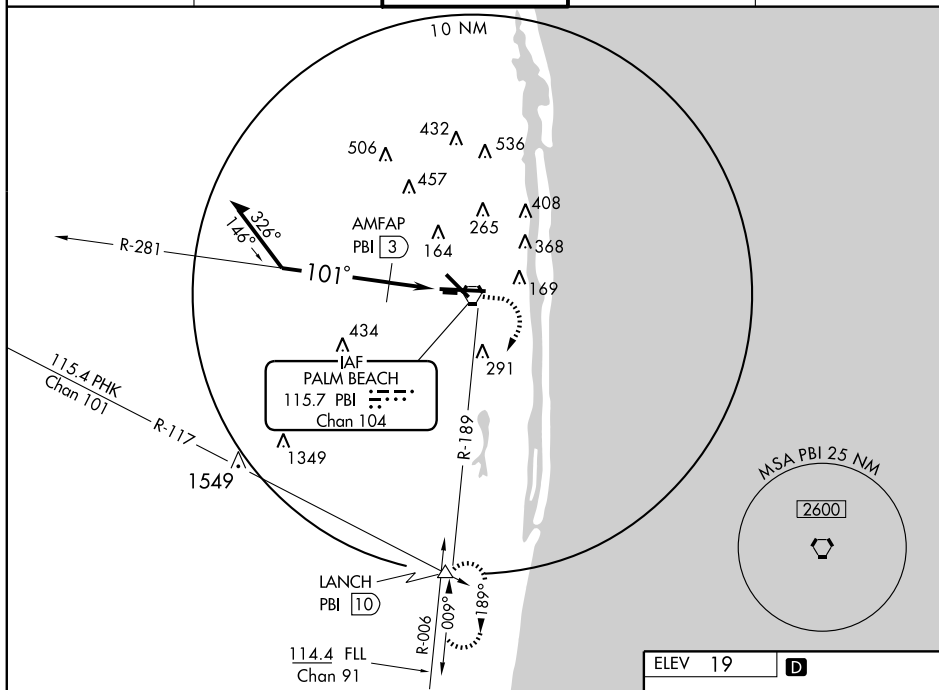 10 NM
432
536
506
457
408
265
AMFAP
PBI 3
164
368
326°
146°
R-281
101°
169
434
291
IAF
PALM BEACH
115.7 PBI
Chan 104
115.4 PHK
Chan 101
R-117
R-189
1349
1549
MSA PBI 25 NM
2600
LANCH
PBI 10
009°
189°
R-006
114.4 FLL
Chan 91
ELEV 19
D